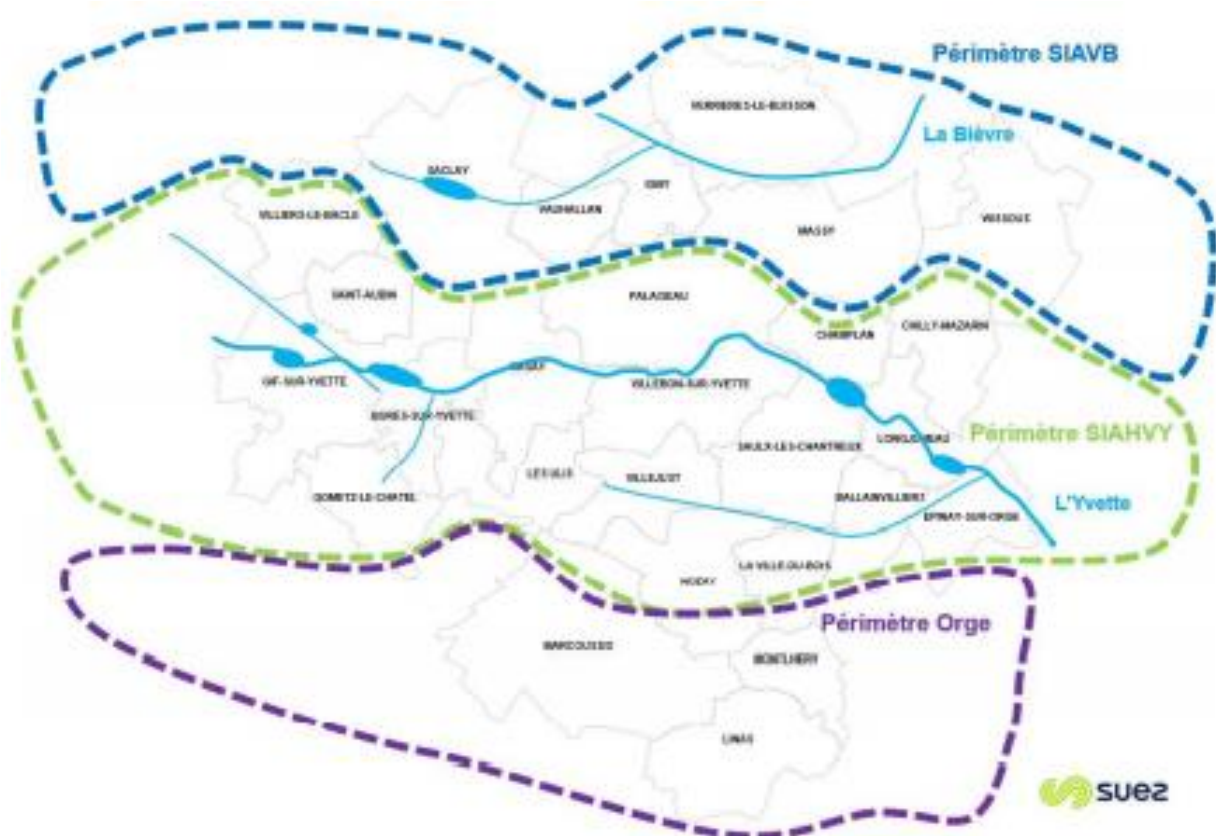 Périmètre SIAVB
VERRIERES-LE-BUISSON
La Bièvre
SACLAY
IGNY
VAUHALLAN
VILLIERS-LE-BACLE
WISSOUS
MASSY
SAINT-AUBIN
PALAISEAU
CHAMPLAN
CHILLY-MAZARIN
ORSAY
GIF-SUR-YVETTE
VILLEBON-SUR-YVETTE
BURES-SUR-YVETTE
LONGJUMEAU
Périmètre SIAHVY
SAULX-LES-CHARTREUX
LES ULIS
VILLEJUST
GOMETZ-LE-CHATEL
BALLAINVILLIERS
L'Yvette
EPINAY-SUR-ORGE
LA VILLE-DU-BOIS
NOZAY
Périmètre Orge
MARCOUSSIS
MONTLHERY
LINAS
suez